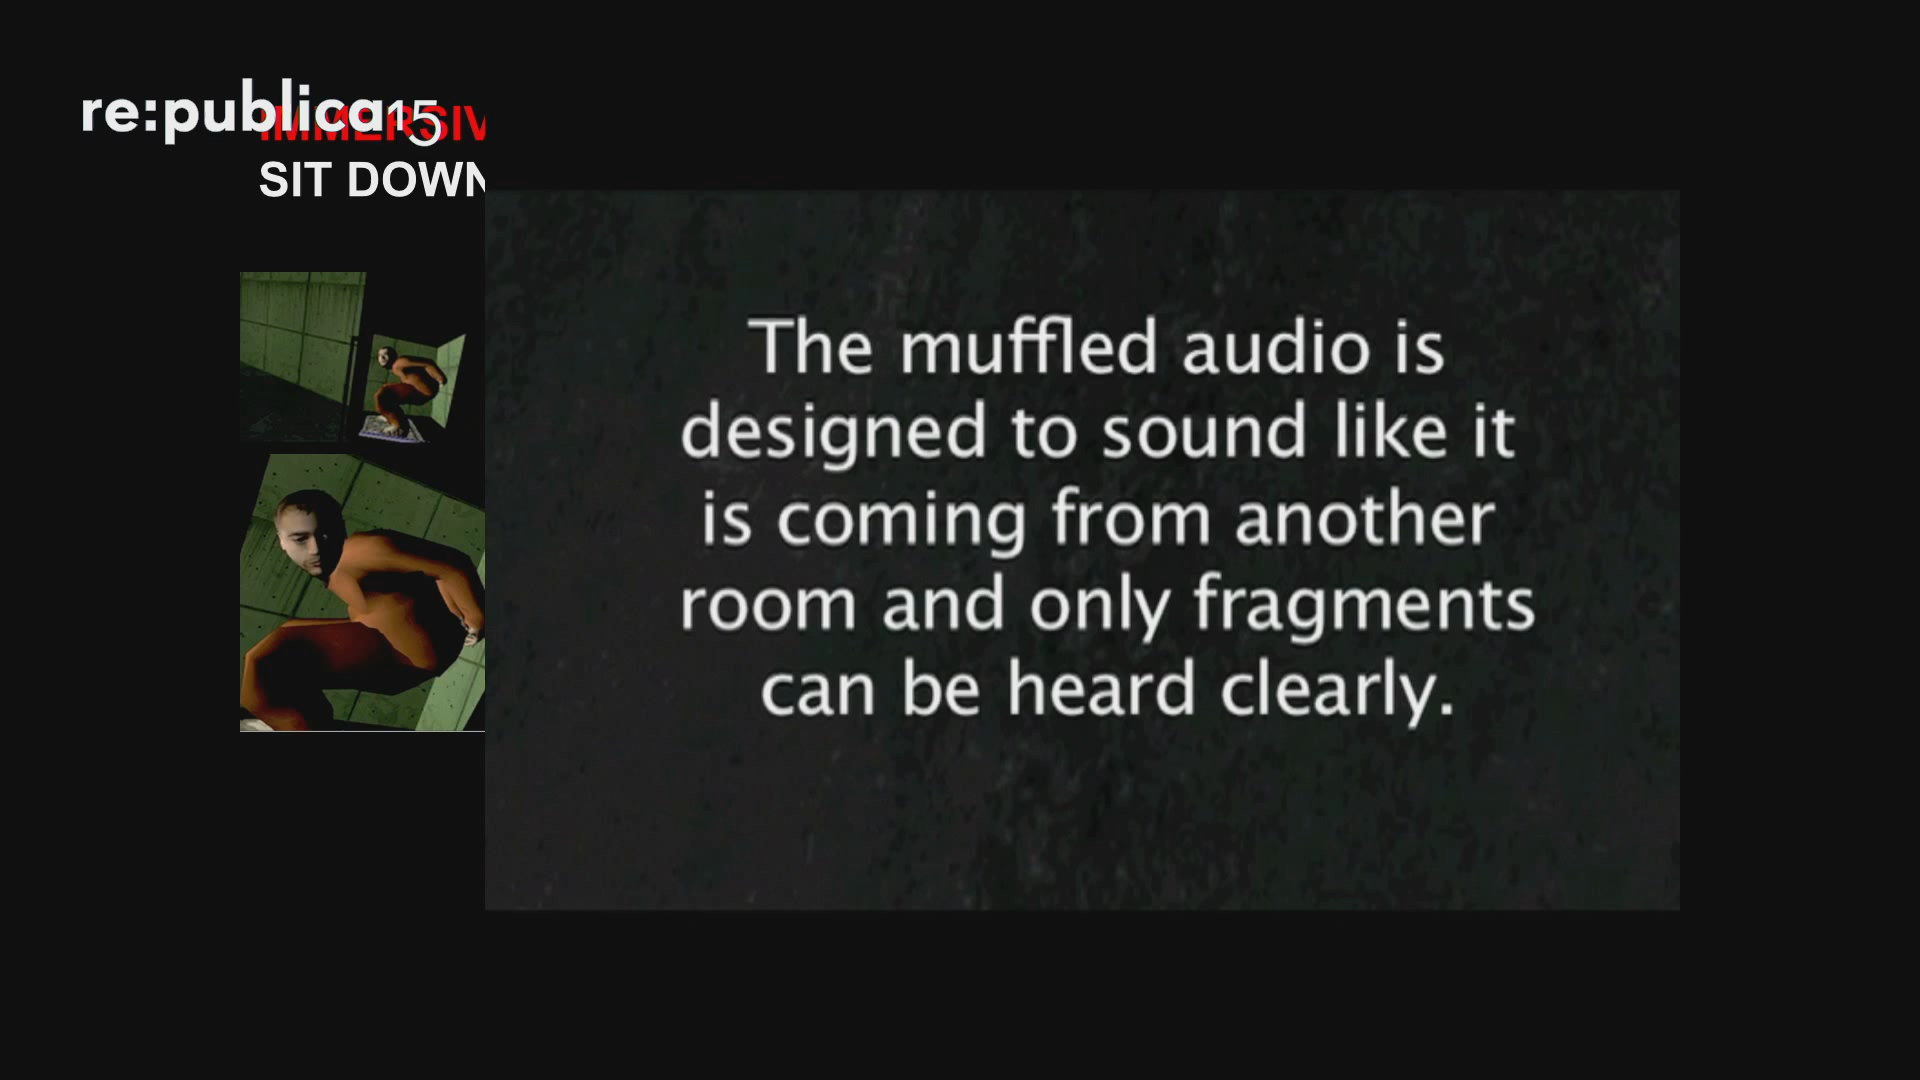 re:publica15
IMMERSIV
SIT DOWN
The muffled audio is
designed to sound like it
is coming from another
room and only fragments
can be heard clearly.